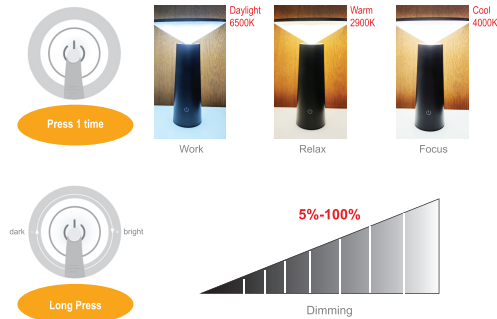 Daylight
6500K
Warm
2900K
Cool
4000K
Press 1 time
Work
Relax
Focus
5%-100%
dark
bright
Long Press
Dimming